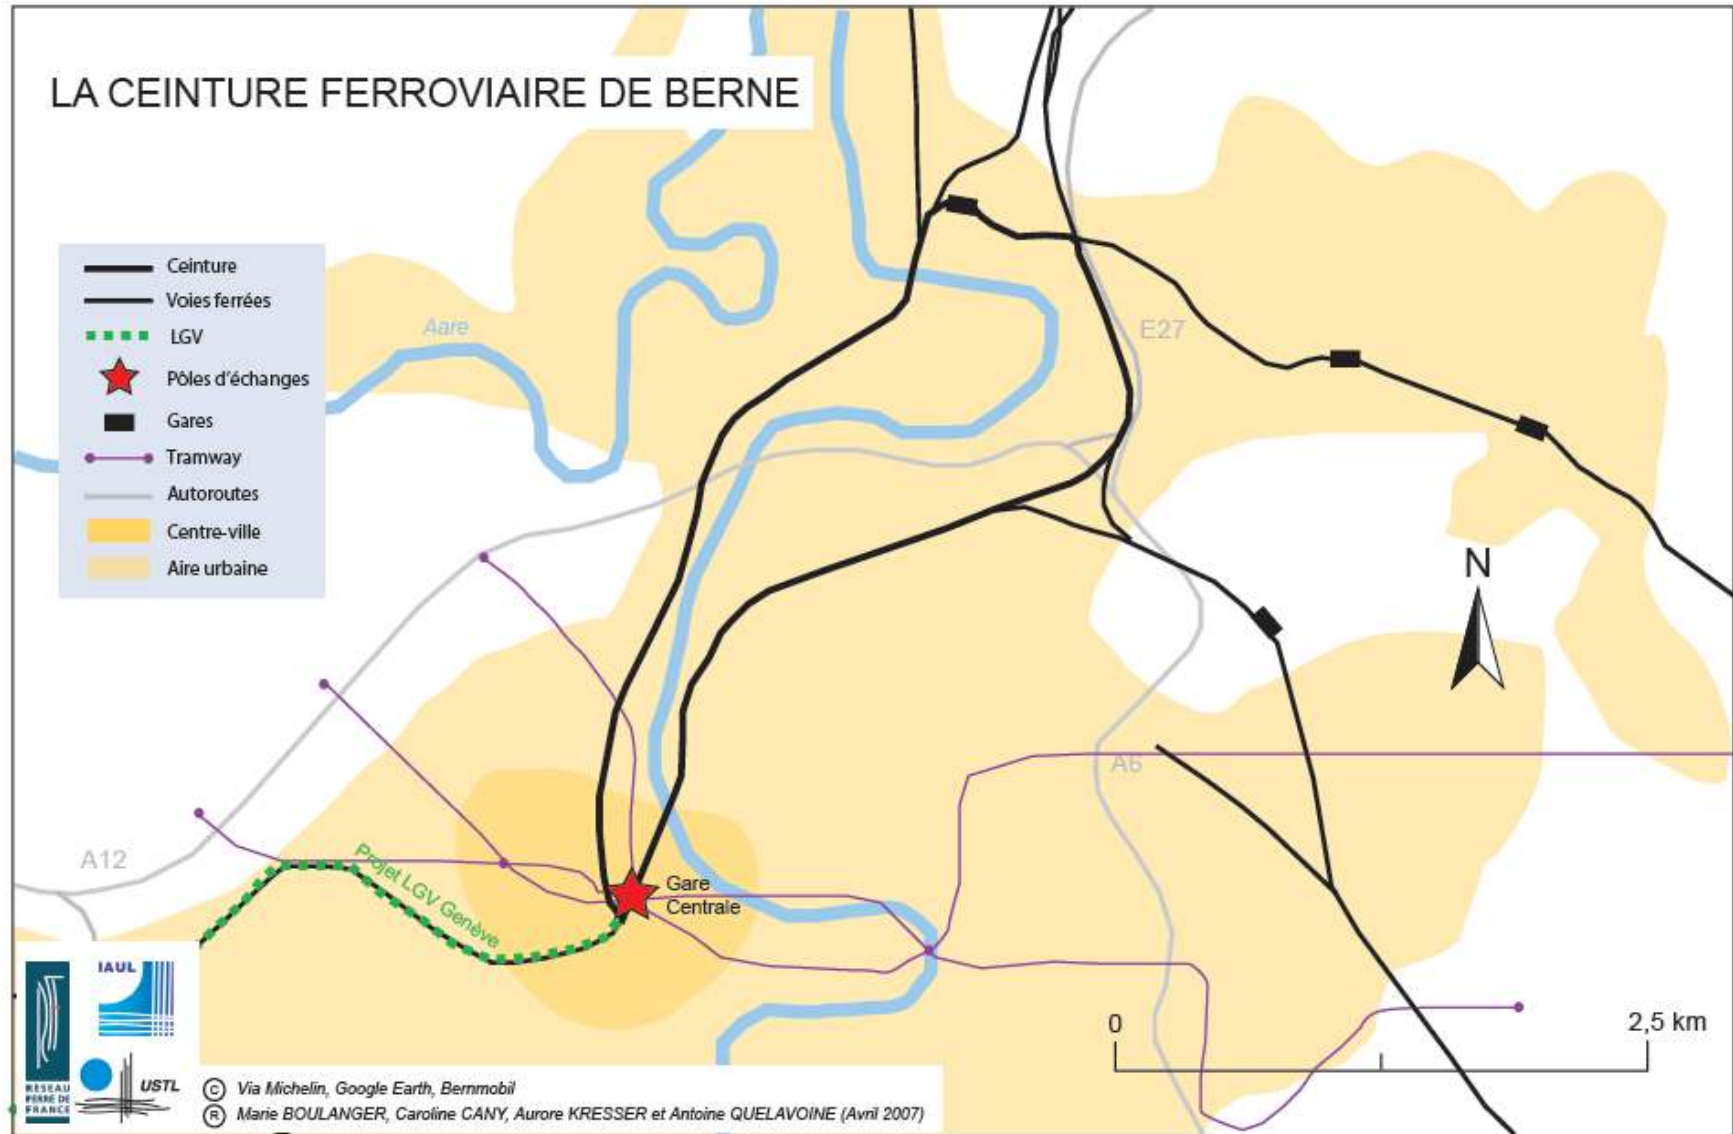 LA CEINTURE FERROVIAIRE DE BERNE
Ceinture
Voies ferrées
LGV
Pôles d'échanges
Gares
Tramway
Autoroutes
Centre-ville
Aire urbaine
Aare
E27
N
A6
A12
Projet LGV Genève
Gare
Centrale
0
2,5 km
IAUL
RÉSEAU
FERRÉ DE
FRANCE
USTL
C Via Michelin, Google Earth, Bernmobil
R Marie BOULANGER, Caroline CANY, Aurore KRESSER et Antoine QUELAVOINE (Avril 2007)